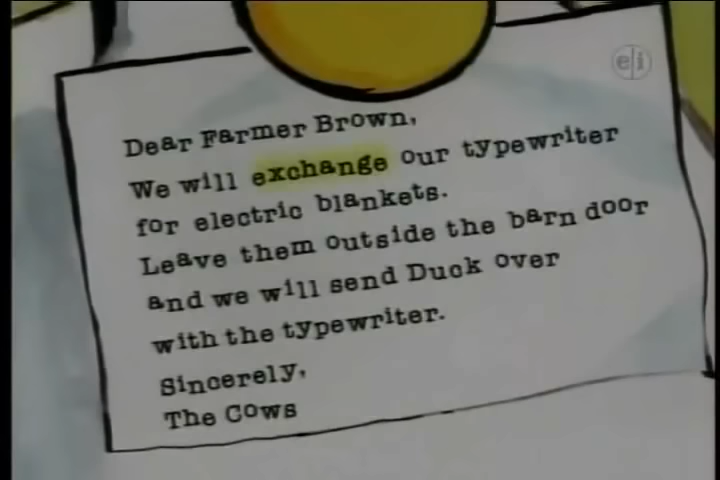 e|i
Dear Farmer Brown,
We will exchange our typewriter
for electric blankets.
Leave them outside the barn door
and we will send Duck over
with the typewriter.
Sincerely,
The Cows